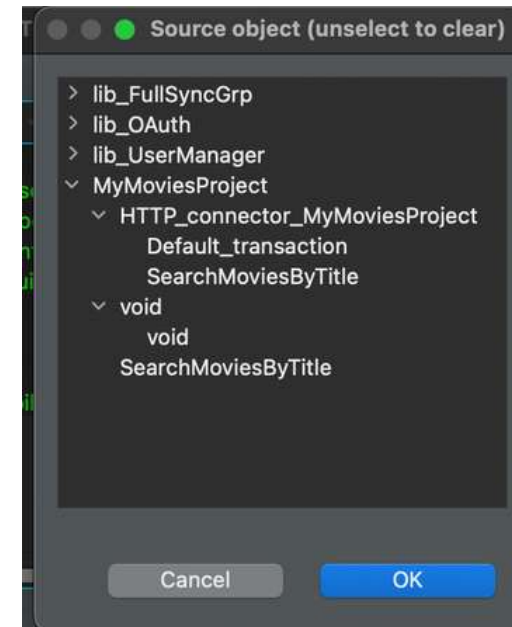 Source object (unselect to clear)
lib_FullSyncGrp
lib_OAuth
lib_UserManager
MyMoviesProject
HTTP_connector_MyMoviesProject
Default_transaction
SearchMoviesByTitle
void
void
SearchMoviesByTitle
Cancel
OK